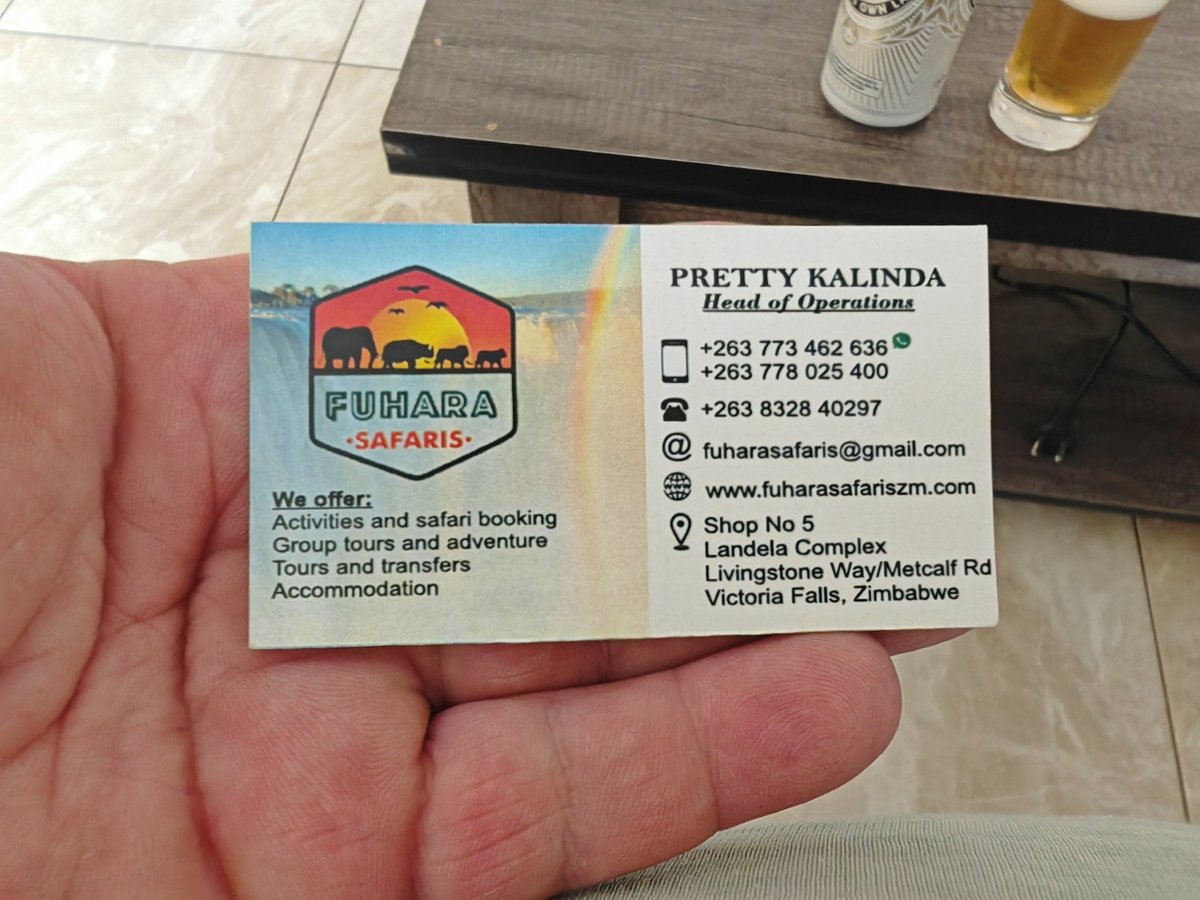 OWN LA
FUHARA
·SAFARIS·
We offer:
Activities and safari booking
Group tours and adventure
Tours and transfers
Accommodation
PRETTY KALINDA
Head of Operations
+263 773 462 636
+263 778 025 400
+263 8328 40297
fuharasafaris@gmail.com
www.fuharasafariszm.com
Shop No 5
Landela Complex
Livingstone Way/Metcalf Rd
Victoria Falls, Zimbabwe